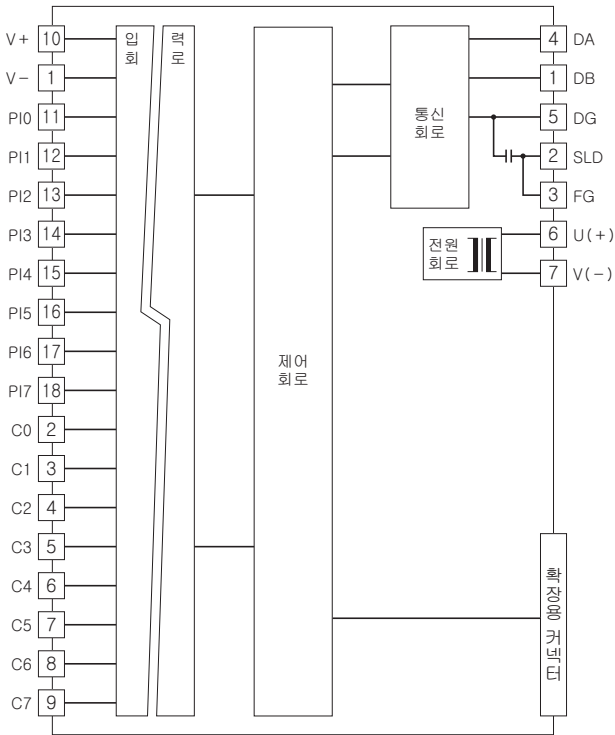 V+ 10
V- 1
PI0 11
PI1 12
PI2 13
PI3 14
PI4 15
PI5 16
PI6 17
PI7 18
C0 2
C1 3
C2 4
C3 5
C4 6
C5 7
C6 8
C7 9
입 력
회 로
제어
회로
통신
회로
전원
회로
4 DA
1 DB
5 DG
2 SLD
3 FG
6 U(+)
7 V(-)
확장용 커넥터